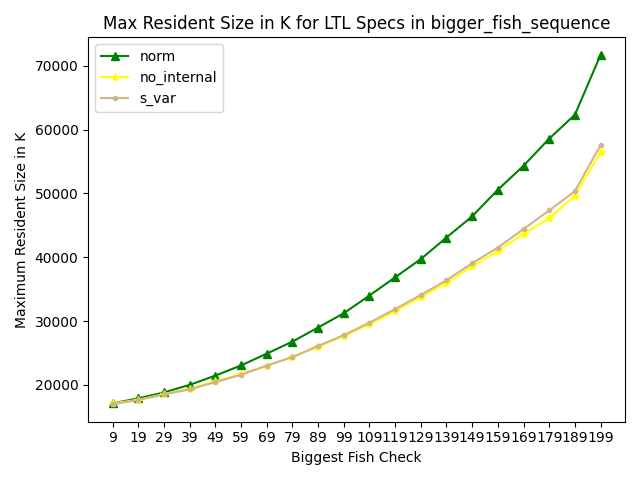 Max Resident Size in K for LTL Specs in bigger_fish_sequence
norm
no_internal
s_var
70000
60000
50000
40000
30000
20000
Maximum Resident Size in K
9 19 29 39 49 59 69 79 89 99 109 119 129 139 149 159 169 179 189 199
Biggest Fish Check